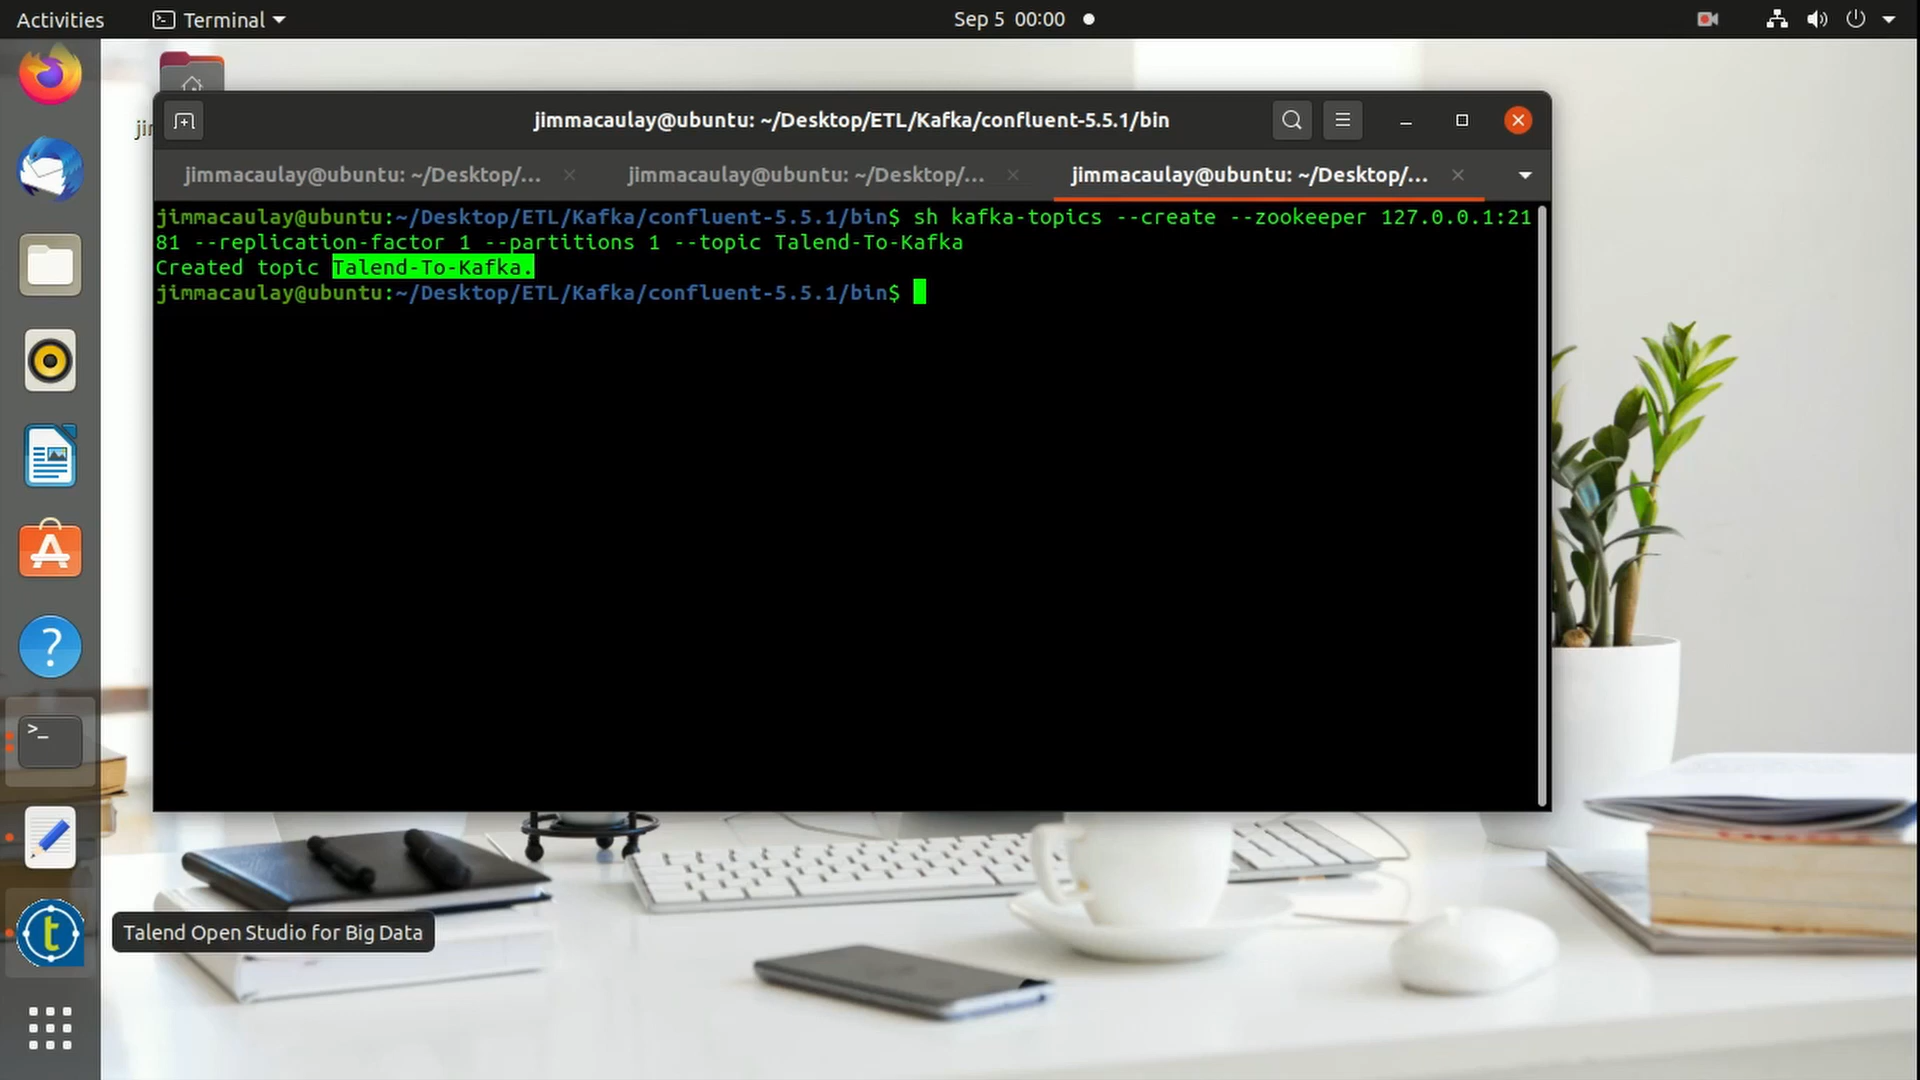 Activities
Terminal
Sep 5 00:00
jimmacaulay@ubuntu: ~/Desktop/ETL/Kafka/confluent-5.5.1/bin
jimmacaulay@ubuntu: ~/Desktop/...
jimmacaulay@ubuntu: ~/Desktop/...
jimmacaulay@ubuntu: ~/Desktop/...
jimmacaulay@ubuntu:~/Desktop/ETL/Kafka/confluent-5.5.1/bin$ sh kafka-topics --create --zookeeper 127.0.0.1:21
81 --replication-factor 1 --partitions 1 --topic Talend-To-Kafka
Created topic Talend-To-Kafka.
jimmacaulay@ubuntu:~/Desktop/ETL/Kafka/confluent-5.5.1/bin$
Talend Open Studio for Big Data